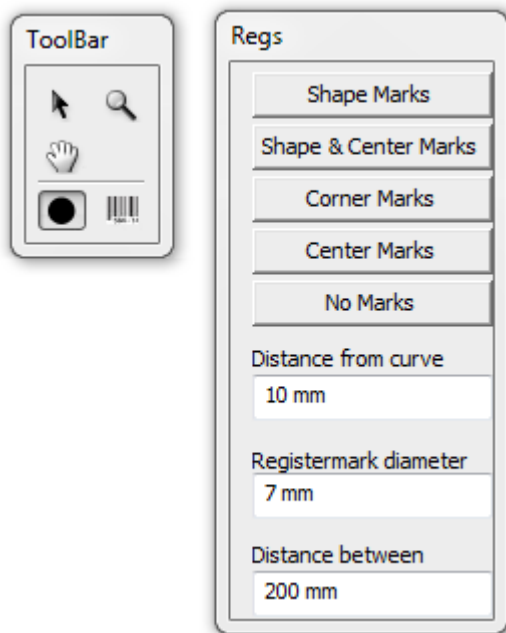 ToolBar
Regs
Shape Marks
Shape & Center Marks
Corner Marks
Center Marks
No Marks
Distance from curve
10 mm
Registermark diameter
7 mm
Distance between
200 mm